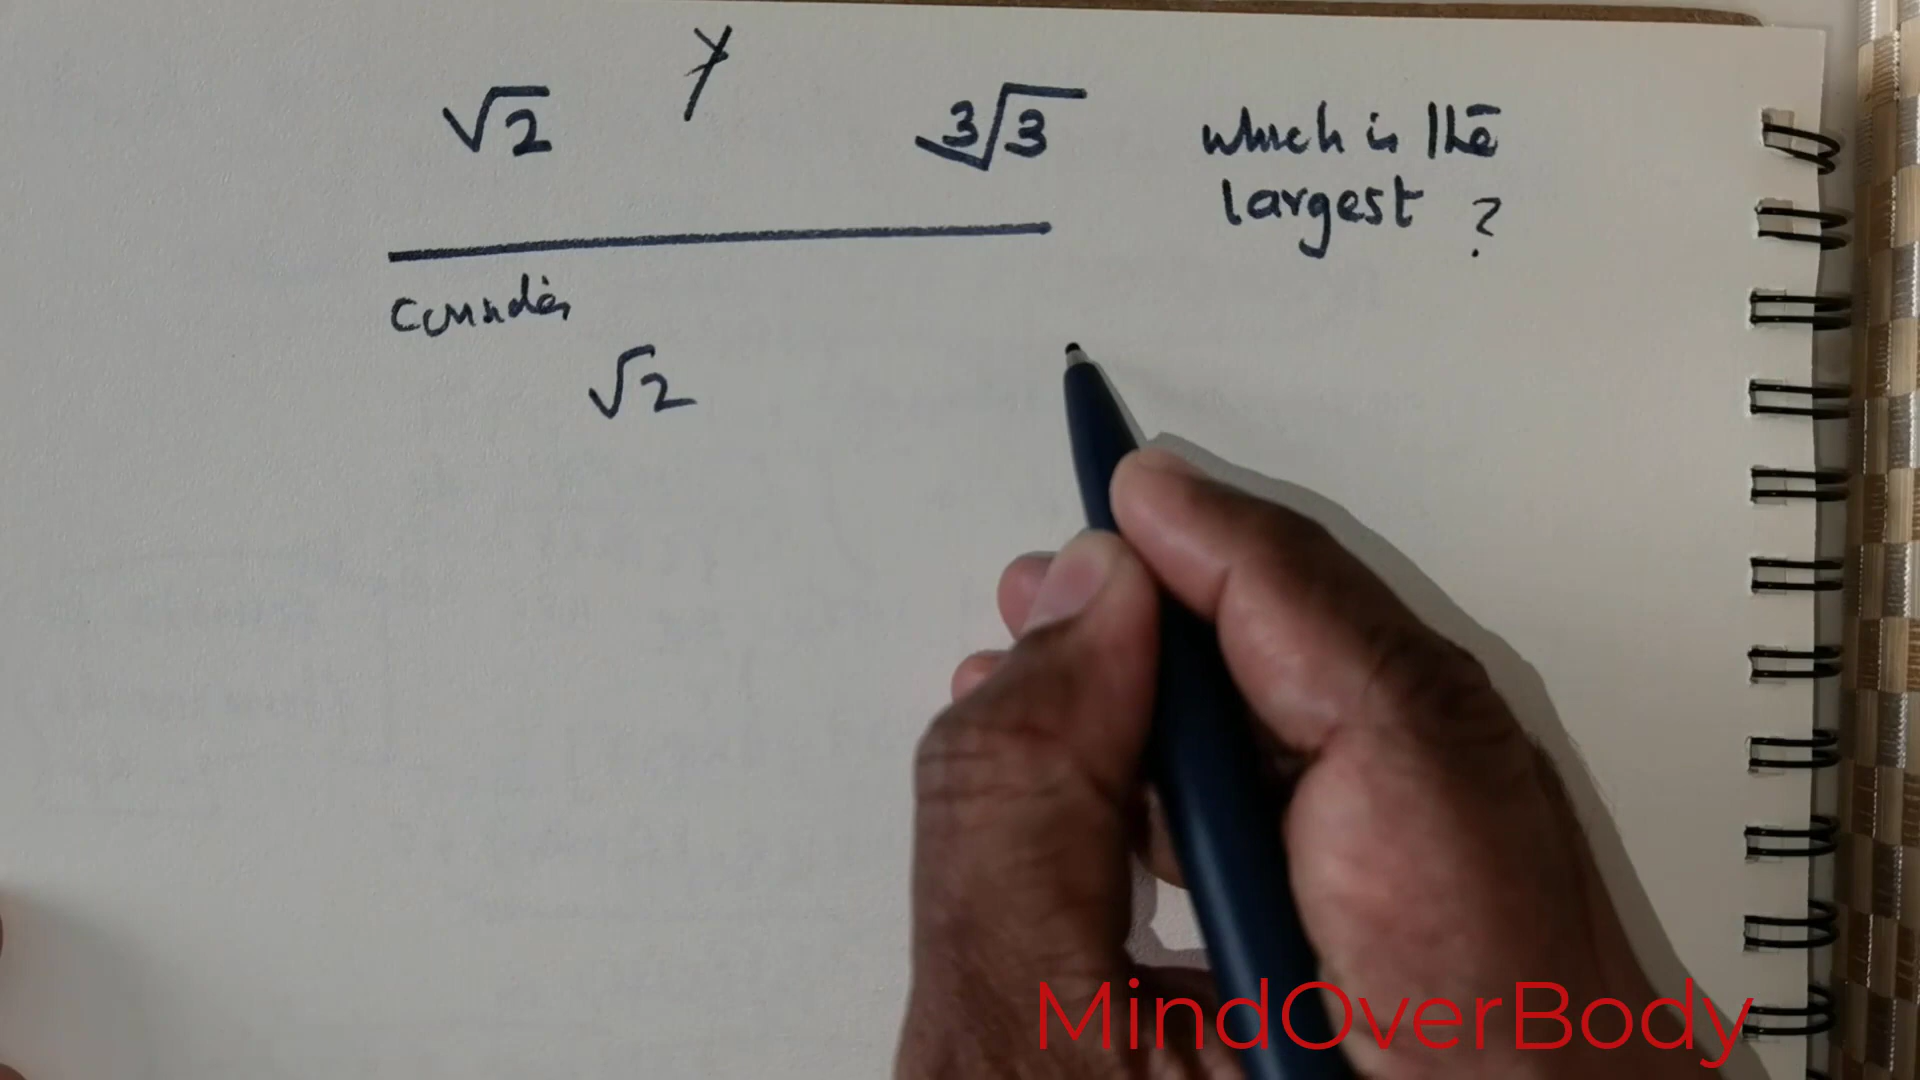 √2 y ∛3 which is the
largest ?
Consider
√2
MindOverBody